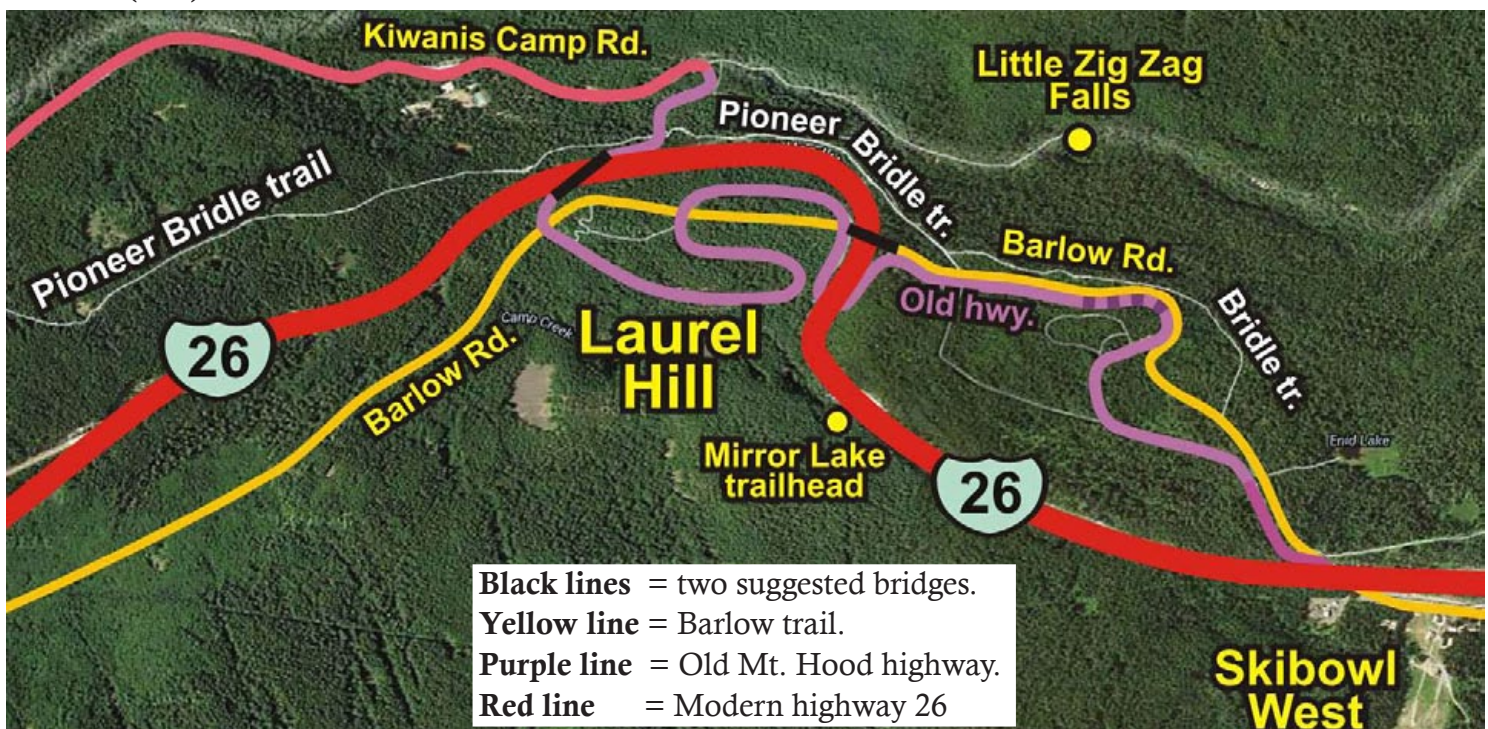 Kiwanis Camp Rd.
Little Zig Zag
Falls
Pioneer Bridle tr.
Pioneer Bridle trail
Barlow Rd.
Old hwy.
Bridle tr.
26
Camp Creek
Laurel
Hill
Barlow Rd.
Mirror Lake
trailhead
Enid Lake
26
Black lines = two suggested bridges.
Yellow line = Barlow trail.
Purple line = Old Mt. Hood highway.
Red line = Modern highway 26
Skibowl
West